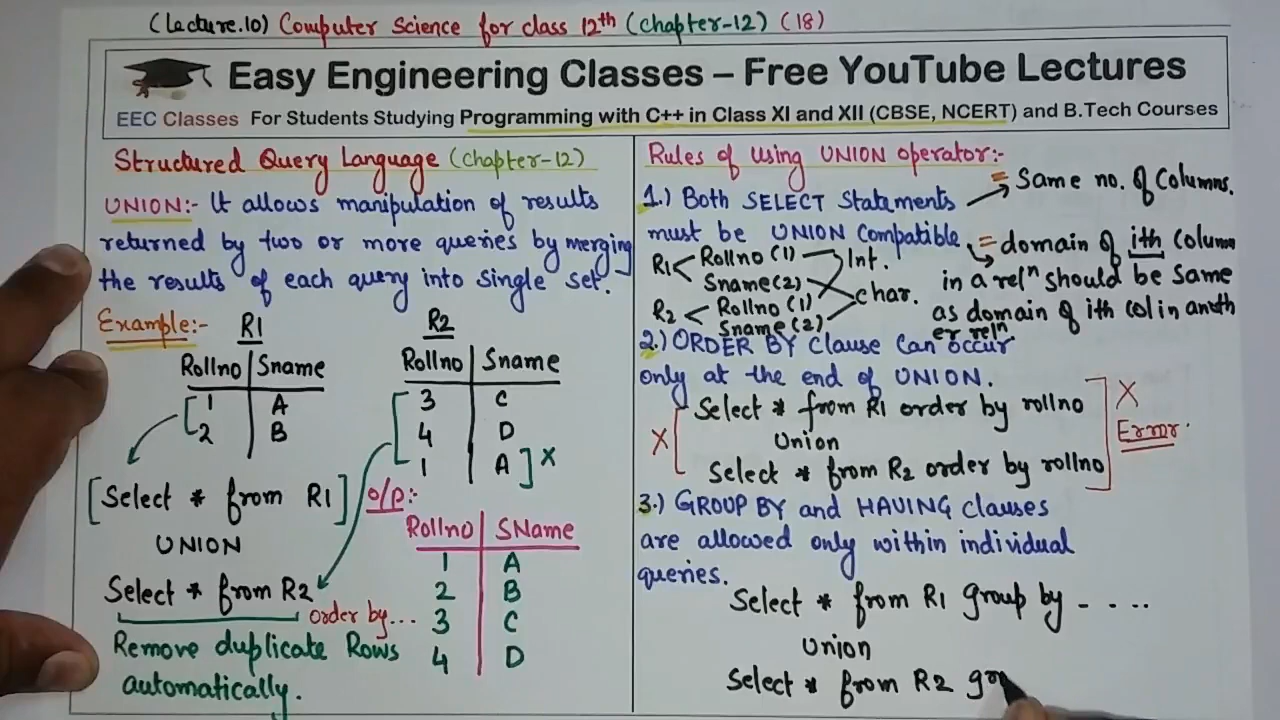 (Lecture.10) Computer Science for class 12th (Chapter-12) (18)
Easy Engineering Classes – Free YouTube Lectures
EEC Classes For Students Studying Programming with C++ in Class XI and XII (CBSE, NCERT) and B.Tech Courses
Structured Query Language (Chapter-12)
UNION:- It allows manipulation of results
returned by two or more queries by merging
the results of each query into single set.
Example:-
R1
Rollno Sname
1 A
2 B
R2
Rollno Sname
3 C
4 D
1 A ] x
[Select * from R1]
UNION
Select * from R2
order by...
Remove duplicate Rows
automatically.
o/p:-
Rollno SName
1 A
2 B
3 C
4 D
Rules of using UNION operator:-
1.) Both SELECT Statements
must be UNION Compatible
= Same no. of Columns.
= domain of ith Column
in a reln should be Same
as domain of ith col in anoth
er reln
R1 < Rollno (1)
Sname (2)
R2 < Rollno (1)
Sname (2)
Int.
char.
2.) ORDER BY Clause Can occur
only at the end of UNION.
Select * from R1 order by rollno
Union
Select * from R2 order by rollno
X
X
Error.
3.) GROUP BY and HAVING Clauses
are allowed only within individual
queries.
Select * from R1 group by - . . . .
Union
Select * from R2 gro